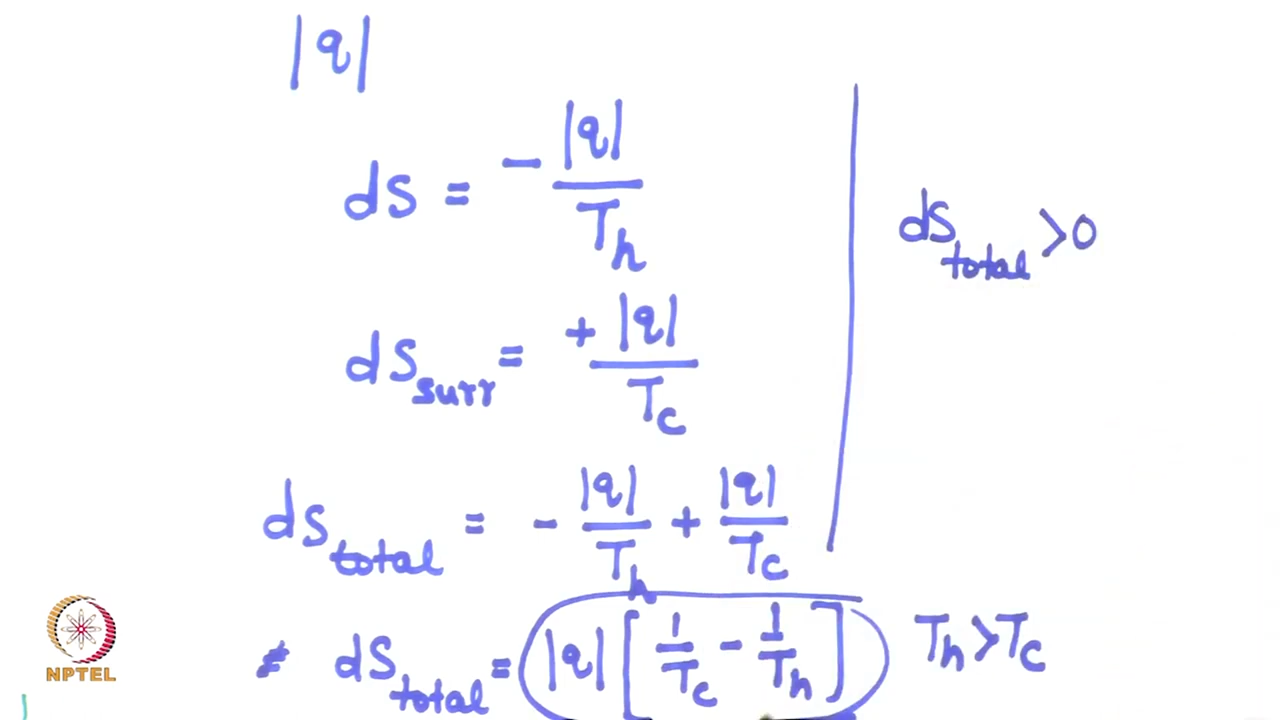 |q|
dS = - |q| / T_h
dS_total > 0
dS_surr = + |q| / T_c
dS_total = - |q| / T_h + |q| / T_c
dS_total = |q| [ 1/T_c - 1/T_h ] T_h > T_c
NPTEL